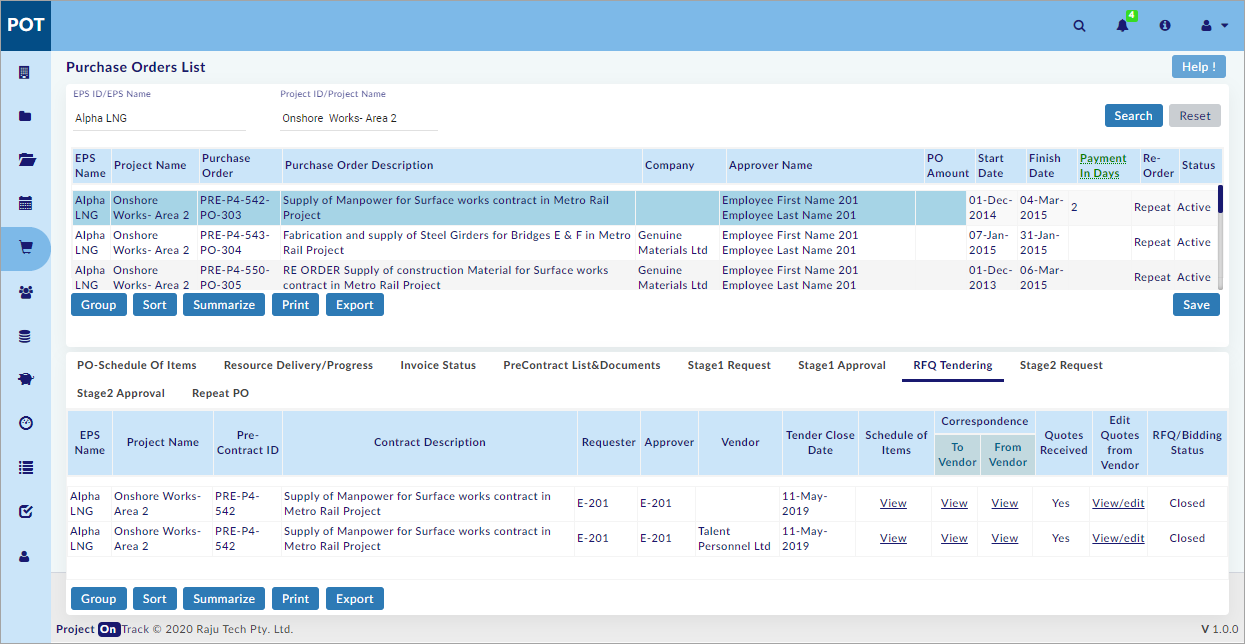 POT
4
Purchase Orders List
Help !
EPS ID/EPS Name
Project ID/Project Name
Alpha LNG
Onshore Works- Area 2
Search
Reset
EPS Name
Project Name
Purchase Order
Purchase Order Description
Company
Approver Name
PO Amount
Start Date
Finish Date
Payment In Days
Re-Order
Status
Alpha LNG
Onshore Works- Area 2
PRE-P4-542-PO-303
Supply of Manpower for Surface works contract in Metro Rail Project
Employee First Name 201
Employee Last Name 201
01-Dec-2014
04-Mar-2015
2
Repeat
Active
Alpha LNG
Onshore Works- Area 2
PRE-P4-543-PO-304
Fabrication and supply of Steel Girders for Bridges E & F in Metro Rail Project
Genuine Materials Ltd
Employee First Name 201
Employee Last Name 201
07-Jan-2015
31-Jan-2015
Repeat
Active
Alpha LNG
Onshore Works- Area 2
PRE-P4-550-PO-305
RE ORDER Supply of construction Material for Surface works contract in Metro Rail Project
Genuine Materials Ltd
Employee First Name 201
Employee Last Name 201
01-Dec-2013
06-Mar-2015
Repeat
Active
Group
Sort
Summarize
Print
Export
Save
PO-Schedule Of Items
Resource Delivery/Progress
Invoice Status
PreContract List&Documents
Stage1 Request
Stage1 Approval
RFQ Tendering
Stage2 Request
Stage2 Approval
Repeat PO
EPS Name
Project Name
Pre-Contract ID
Contract Description
Requester
Approver
Vendor
Tender Close Date
Schedule of Items
Correspondence
To Vendor
From Vendor
Quotes Received
Edit Quotes from Vendor
RFQ/Bidding Status
Alpha LNG
Onshore Works- Area 2
PRE-P4-542
Supply of Manpower for Surface works contract in Metro Rail Project
E-201
E-201
11-May-2019
View
View
View
Yes
View/edit
Closed
Alpha LNG
Onshore Works- Area 2
PRE-P4-542
Supply of Manpower for Surface works contract in Metro Rail Project
E-201
E-201
Talent Personnel Ltd
11-May-2019
View
View
View
Yes
View/edit
Closed
Group
Sort
Summarize
Print
Export
Project On Track © 2020 Raju Tech Pty. Ltd.
V 1.0.0